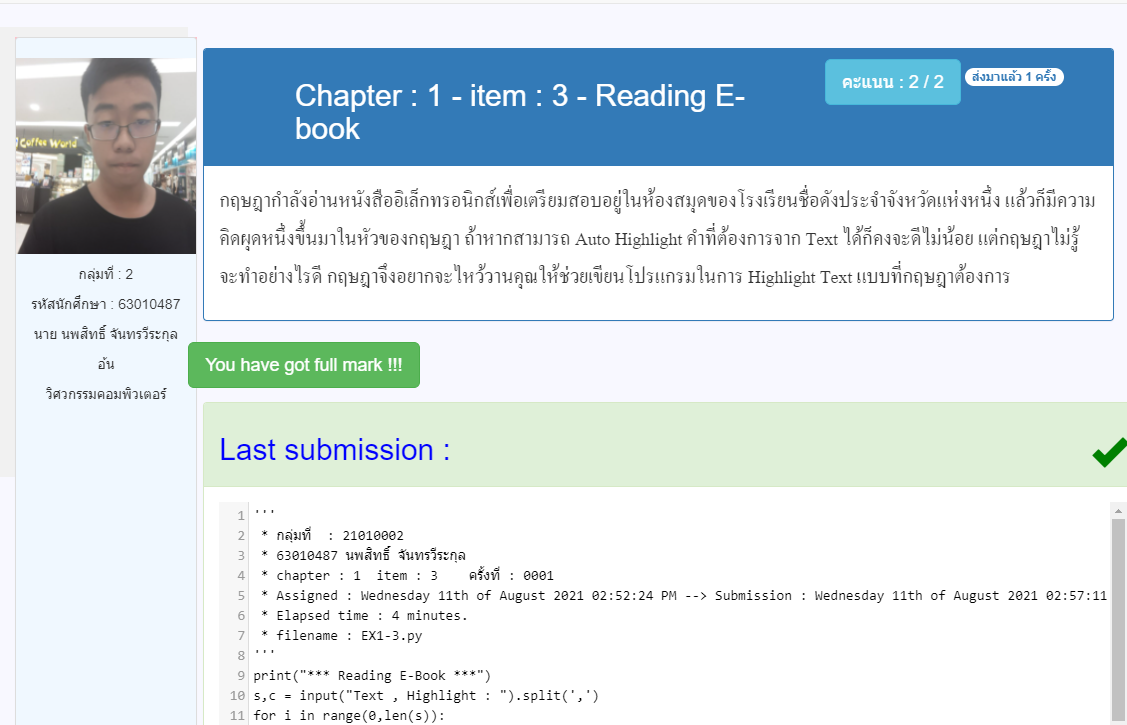 Coffee World
กลุ่มที่ : 2
รหัสนักศึกษา : 63010487
นาย นพสิทธิ์ จันทรวีระกุล
อ้น
วิศวกรรมคอมพิวเตอร์
Chapter : 1 - item : 3 - Reading E-
book
คะแนน : 2 / 2
ส่งมาแล้ว 1 ครั้ง
กฤษฎากำลังอ่านหนังสืออิเล็กทรอนิกส์เพื่อเตรียมสอบอยู่ในห้องสมุดของโรงเรียนชื่อดังประจำจังหวัดแห่งหนึ่ง แล้วก็มีความ
คิดผุดหนึ่งขึ้นมาในหัวของกฤษฎา ถ้าหากสามารถ Auto Highlight คำที่ต้องการจาก Text ได้ก็คงจะดีไม่น้อย แต่กฤษฎาไม่รู้
จะทำอย่างไรดี กฤษฎาจึงอยากจะไหว้วานคุณให้ช่วยเขียนโปรแกรมในการ Highlight Text แบบที่กฤษฎาต้องการ
You have got full mark !!!
Last submission :
1 '''
2 * กลุ่มที่ : 21010002
3 * 63010487 นพสิทธิ์ จันทรวีระกุล
4 * chapter : 1 item : 3 ครั้งที่ : 0001
5 * Assigned : Wednesday 11th of August 2021 02:52:24 PM --> Submission : Wednesday 11th of August 2021 02:57:11
6 * Elapsed time : 4 minutes.
7 * filename : EX1-3.py
8 '''
9 print("*** Reading E-Book ***")
10 s,c = input("Text , Highlight : ").split(',')
11 for i in range(0,len(s)):